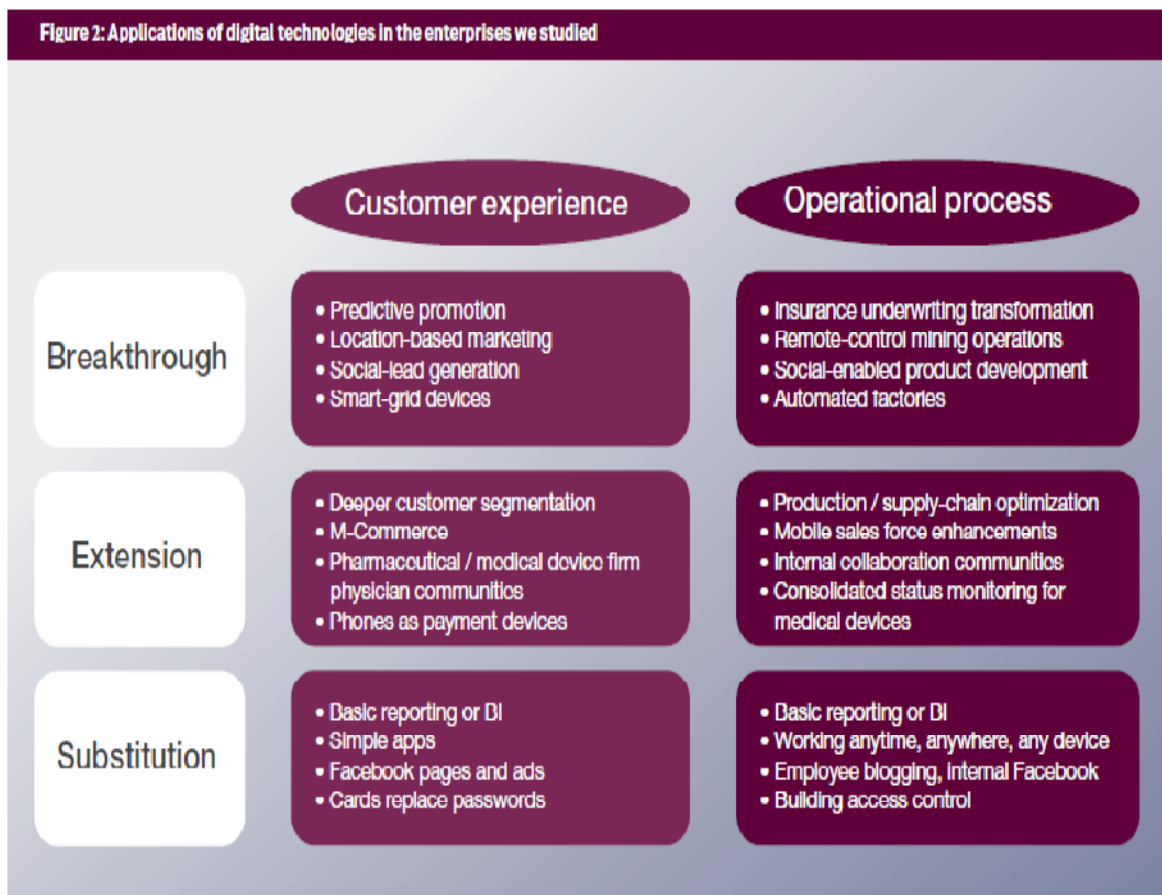 Figure 2: Applications of digital technologies in the enterprises we studied
Customer experience
Operational process
Breakthrough
• Predictive promotion
• Location-based marketing
• Social-lead generation
• Smart-grid devices
• Insurance underwriting transformation
• Remote-control mining operations
• Social-enabled product development
• Automated factories
Extension
• Deeper customer segmentation
• M-Commerce
• Pharmaceutical / medical device firm
physician communities
• Phones as payment devices
• Production / supply-chain optimization
• Mobile sales force enhancements
• Internal collaboration communities
• Consolidated status monitoring for
medical devices
Substitution
• Basic reporting or BI
• Simple apps
• Facebook pages and ads
• Cards replace passwords
• Basic reporting or BI
• Working anytime, anywhere, any device
• Employee blogging, internal Facebook
• Building access control